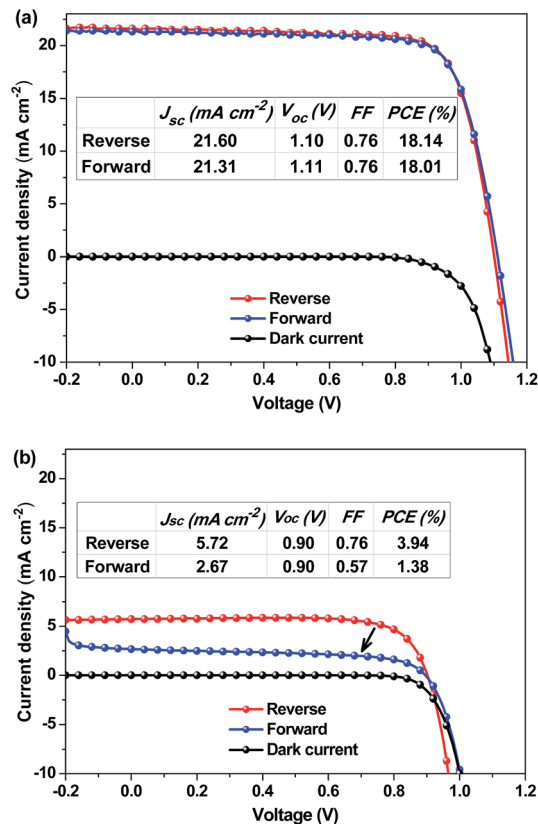 (a)
20
15
10
5
0
-5
-10
Current density (mA cm⁻²)
Jsc (mA cm⁻²) Voc (V) FF PCE (%)
Reverse 21.60 1.10 0.76 18.14
Forward 21.31 1.11 0.76 18.01
Reverse
Forward
Dark current
-0.2 0.0 0.2 0.4 0.6 0.8 1.0 1.2
Voltage (V)
(b)
20
15
10
5
0
-5
-10
Current density (mA cm⁻²)
Jsc (mA cm⁻²) Voc (V) FF PCE (%)
Reverse 5.72 0.90 0.76 3.94
Forward 2.67 0.90 0.57 1.38
Reverse
Forward
Dark current
-0.2 0.0 0.2 0.4 0.6 0.8 1.0 1.2
Voltage (V)